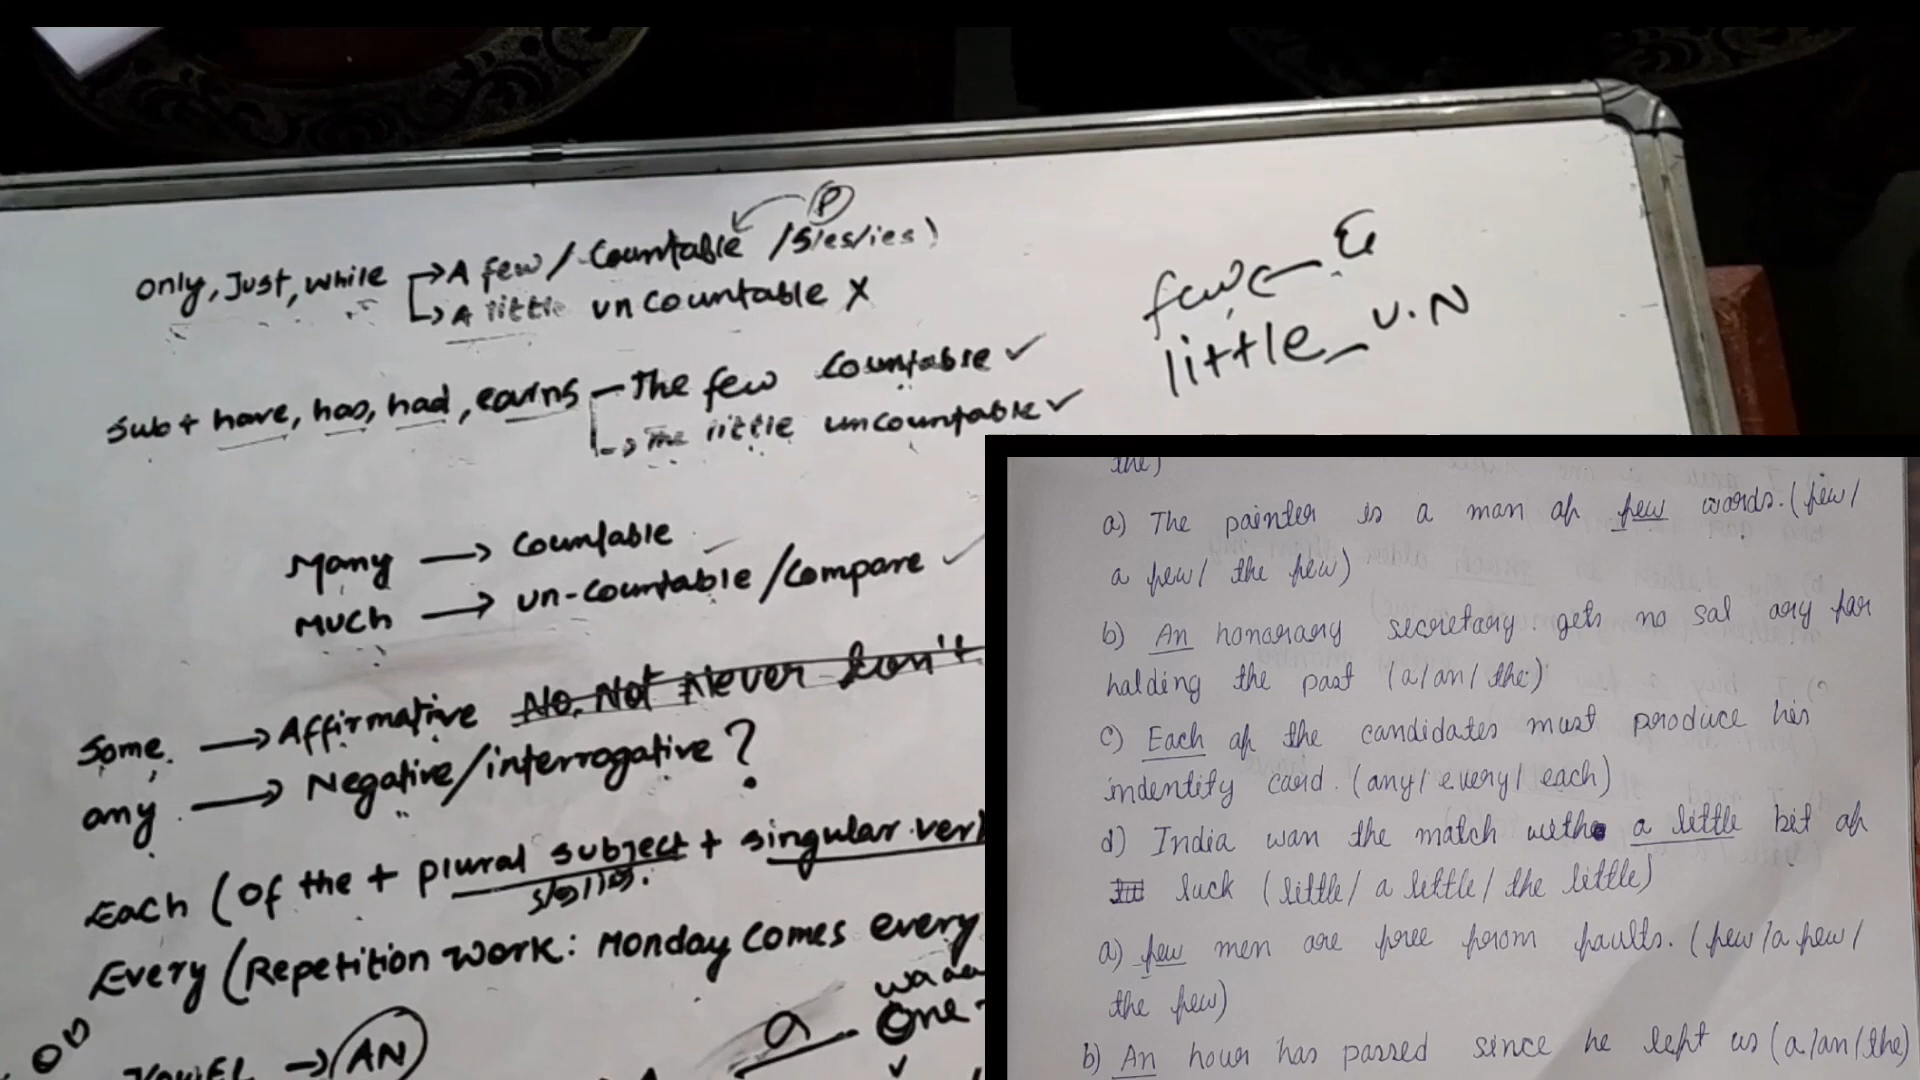 only, Just, while → A few / Countable / s/es/ies)
P
→ A little uncountable X
few ← C
little _ U.N
Sub + have, has, had, earns – The few Countable ✓
→ The little uncountable ✓
Many → Countable
Much → un-countable / compare ✓
Some → Affirmative No, Not Never Don't
any → Negative/interrogative ?
Each (of the + plural subject + singular ver
s/es/ies.
Every (Repetition work: Monday comes every
→ AN
a - One -
the)
a) The painter is a man of few words. (few/
a few/ the few)
b) An honorary secretary gets no sal ary for
holding the post (a/an/ the)
c) Each of the candidates must produce his
indentity card. (any/ every/ each)
d) India won the match with a little bit of
luck (little/ a little/ the little)
a) few men are free from faults. (few/a few/
the few)
b) An hour has passed since he left us (a/an/the)